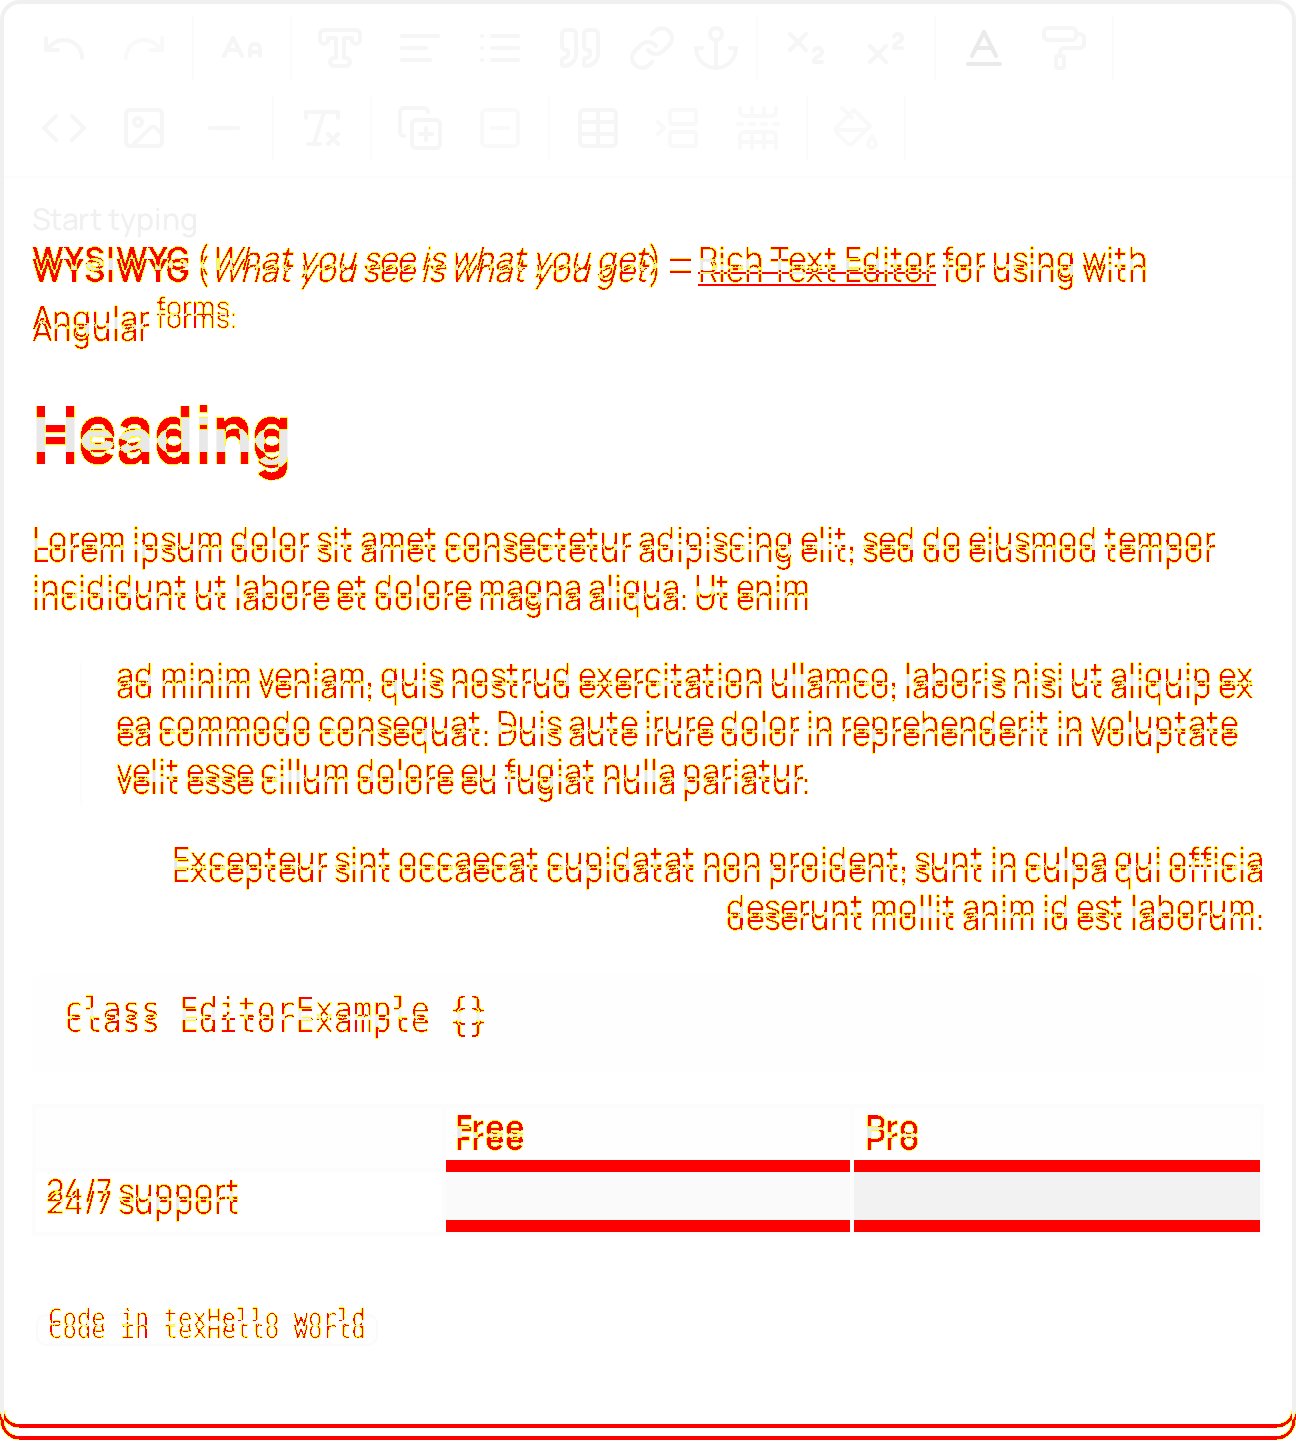 Start typing
WYSIWYG (What you see is what you get) — Rich Text Editor for using with
Angular forms.
Heading
Lorem ipsum dolor sit amet consectetur adipiscing elit, sed do eiusmod tempor
incididunt ut labore et dolore magna aliqua. Ut enim
ad minim veniam, quis nostrud exercitation ullamco, laboris nisi ut aliquip ex
ea commodo consequat. Duis aute irure dolor in reprehenderit in voluptate
velit esse cillum dolore eu fugiat nulla pariatur.
Excepteur sint occaecat cupidatat non proident, sunt in culpa qui officia
deserunt mollit anim id est laborum.
class EditorExample {}
Free Pro
24/7 support
Code in texHello world